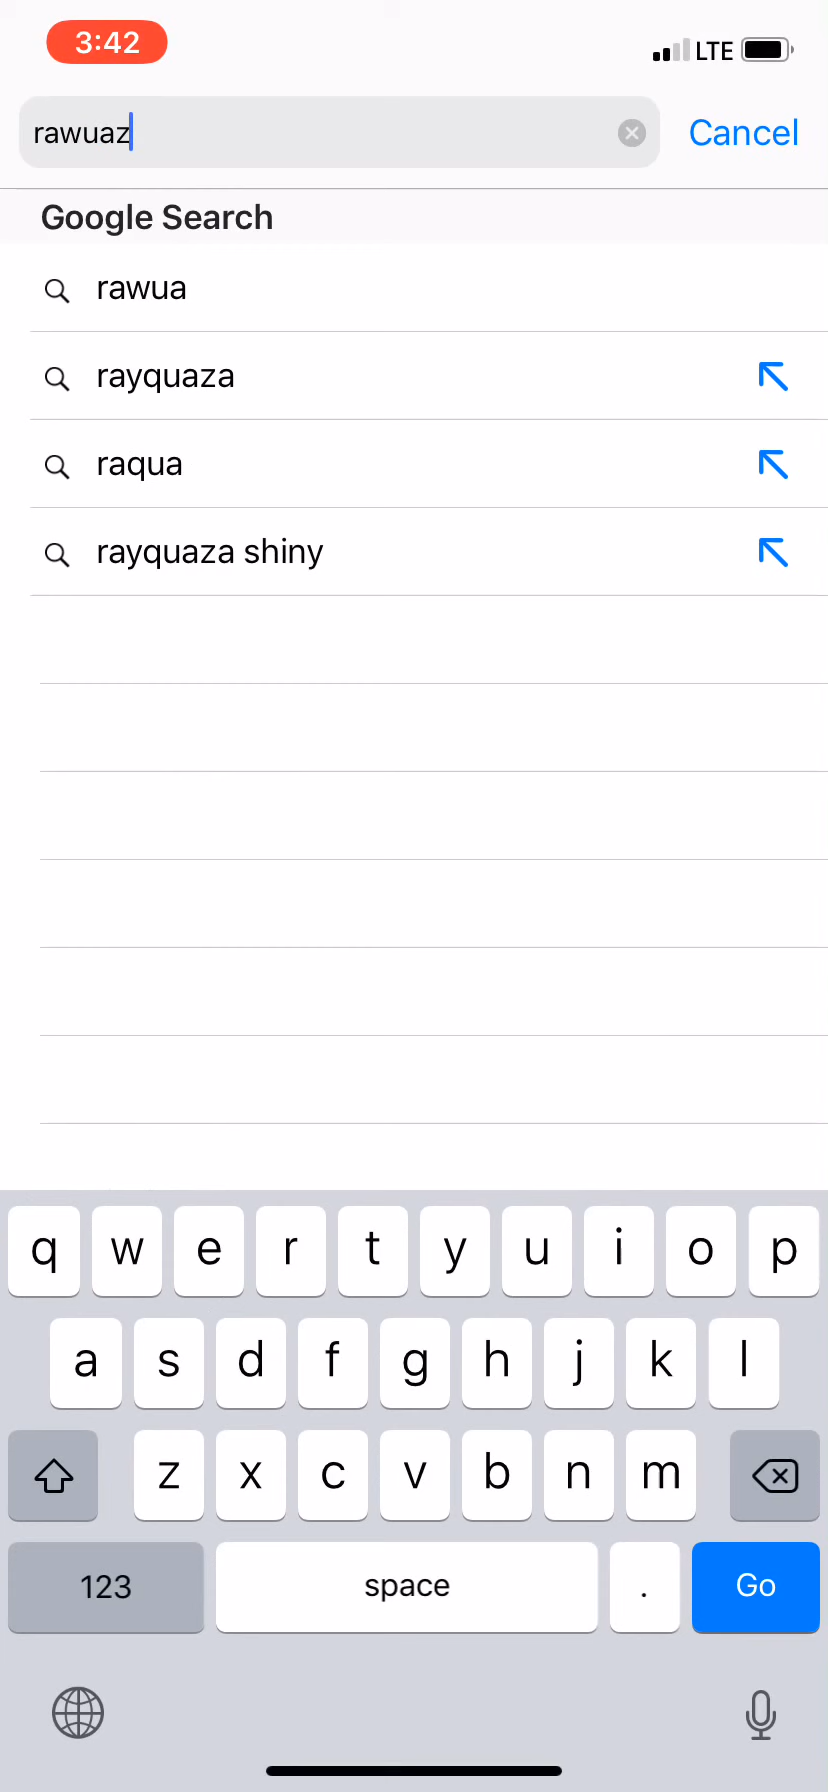 3:42
LTE
rawuaz
Cancel
Google Search
rawua
rayquaza
raqua
rayquaza shiny
q w e r t y u i o p
a s d f g h j k l
z x c v b n m
123 space . Go